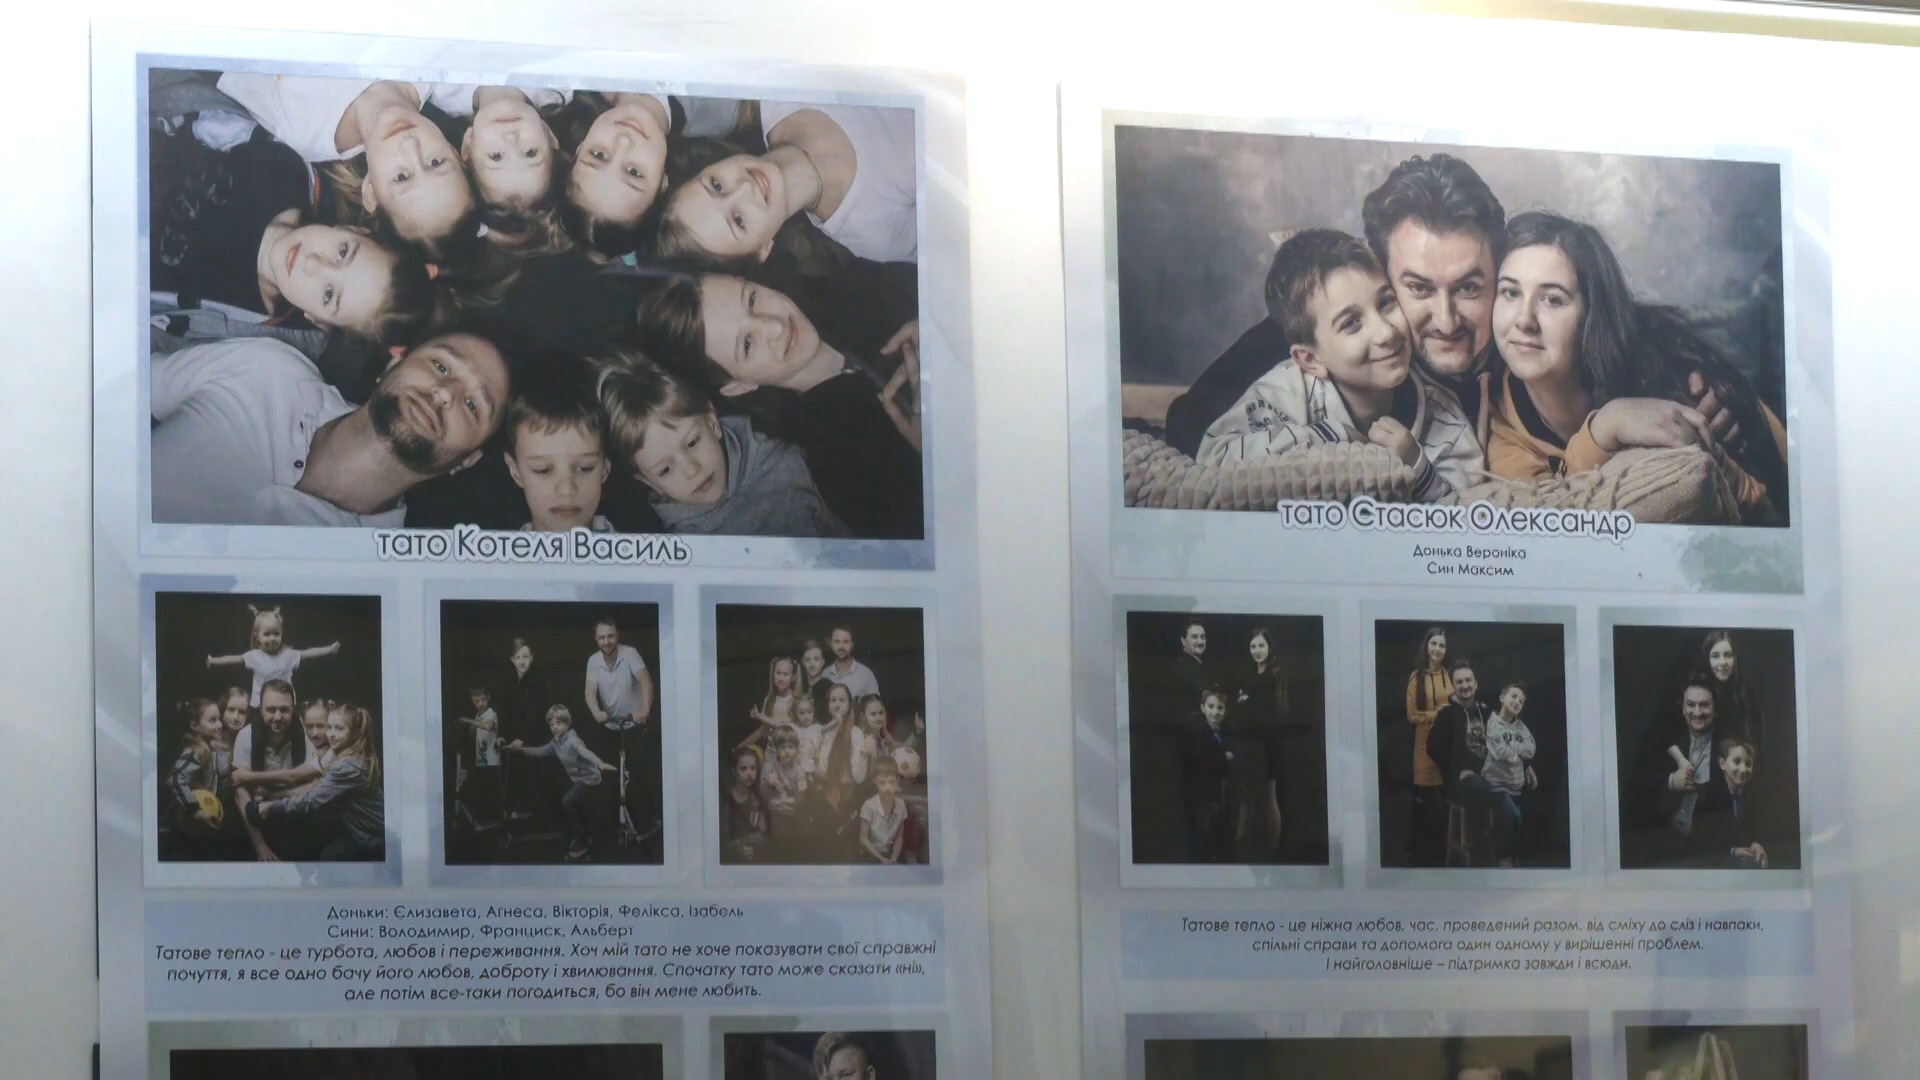 тато Котеля Василь
Доньки: Єлизавета, Агнеса, Вікторія, Фелікса, Ізабель
Сини: Володимир, Франциск, Альберт
Татове тепло - це турбота, любов і переживання. Хоч мій тато не хоче показувати свої справжні
почуття, я все одно бачу його любов, доброту і хвилювання. Спочатку тато може сказати «ні»,
але потім все-таки погодиться, бо він мене любить.
тато Стасюк Олександр
Донька Вероніка
Син Максим
Татове тепло - це ніжна любов, час, проведений разом, від сміху до сліз і навпаки,
спільні справи та допомога один одному у вирішенні проблем.
І найголовніше – підтримка завжди і всюди.